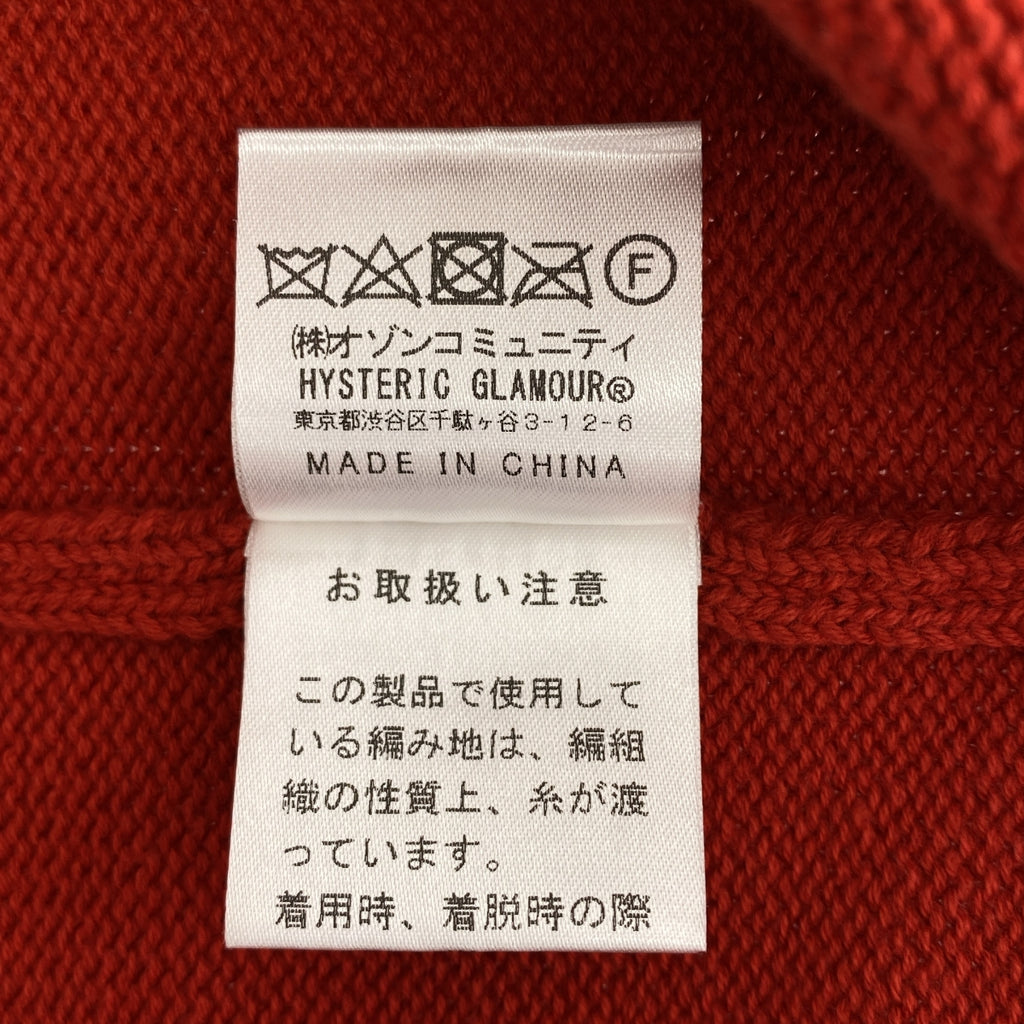 F
㈱オゾンコミュニティ
HYSTERIC GLAMOUR®
東京都渋谷区千駄ヶ谷3-12-6
MADE IN CHINA
お取扱い注意
この製品で使用して
いる編み地は、編組
織の性質上、糸が渡
っています。
着用時、着脱時の際